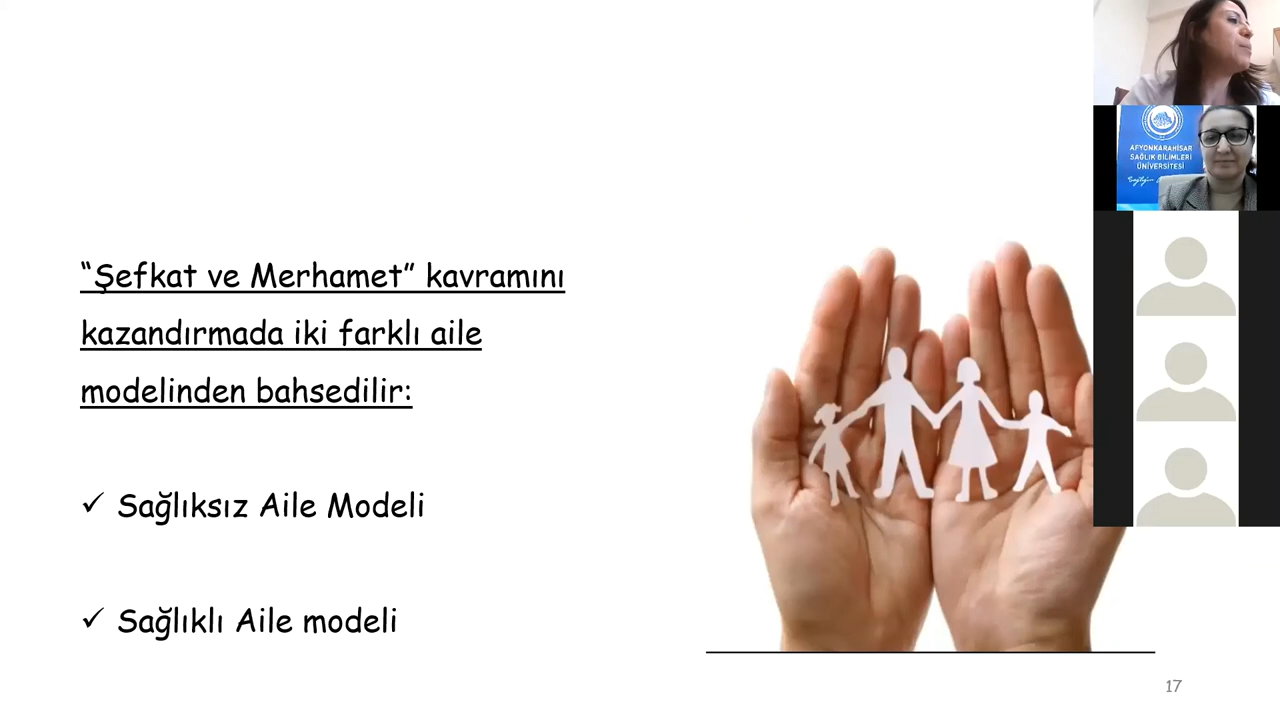 “Şefkat ve Merhamet” kavramını
kazandırmada iki farklı aile
modelinden bahsedilir:
✓ Sağlıksız Aile Modeli
✓ Sağlıklı Aile modeli
AFYONKARAHİSAR
SAĞLIK BİLİMLERİ
ÜNİVERSİTESİ
17